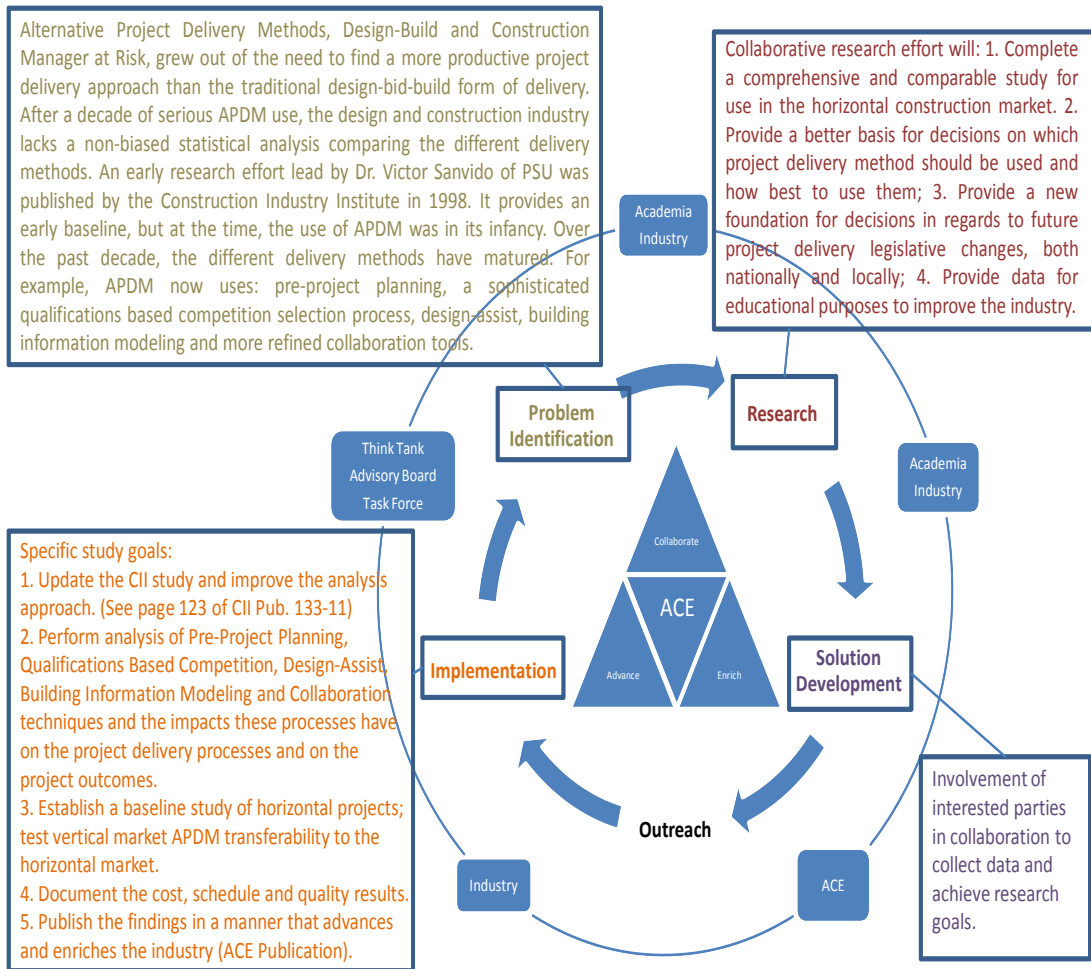 Alternative Project Delivery Methods, Design-Build and Construction
Manager at Risk, grew out of the need to find a more productive project
delivery approach than the traditional design-bid-build form of delivery.
After a decade of serious APDM use, the design and construction industry
lacks a non-biased statistical analysis comparing the different delivery
methods. An early research effort lead by Dr. Victor Sanvido of PSU was
published by the Construction Industry Institute in 1998. It provides an
early baseline, but at the time, the use of APDM was in its infancy. Over
the past decade, the different delivery methods have matured. For
example, APDM now uses: pre-project planning, a sophisticated
qualifications based competition selection process, design-assist, building
information modeling and more refined collaboration tools.
Collaborative research effort will: 1. Complete
a comprehensive and comparable study for
use in the horizontal construction market. 2.
Provide a better basis for decisions on which
project delivery method should be used and
how best to use them; 3. Provide a new
foundation for decisions in regards to future
project delivery legislative changes, both
nationally and locally; 4. Provide data for
educational purposes to improve the industry.
Academia
Industry
Problem
Identification
Research
Think Tank
Advisory Board
Task Force
Academia
Industry
Collaborate
ACE
Advance
Enrich
Specific study goals:
1. Update the CII study and improve the analysis
approach. (See page 123 of CII Pub. 133-11)
2. Perform analysis of Pre-Project Planning,
Qualifications Based Competition, Design-Assist,
Building Information Modeling and Collaboration
techniques and the impacts these processes have
on the project delivery processes and on the
project outcomes.
3. Establish a baseline study of horizontal projects;
test vertical market APDM transferability to the
horizontal market.
4. Document the cost, schedule and quality results.
5. Publish the findings in a manner that advances
and enriches the industry (ACE Publication).
Implementation
Solution
Development
Outreach
Industry
ACE
Involvement of
interested parties
in collaboration to
collect data and
achieve research
goals.